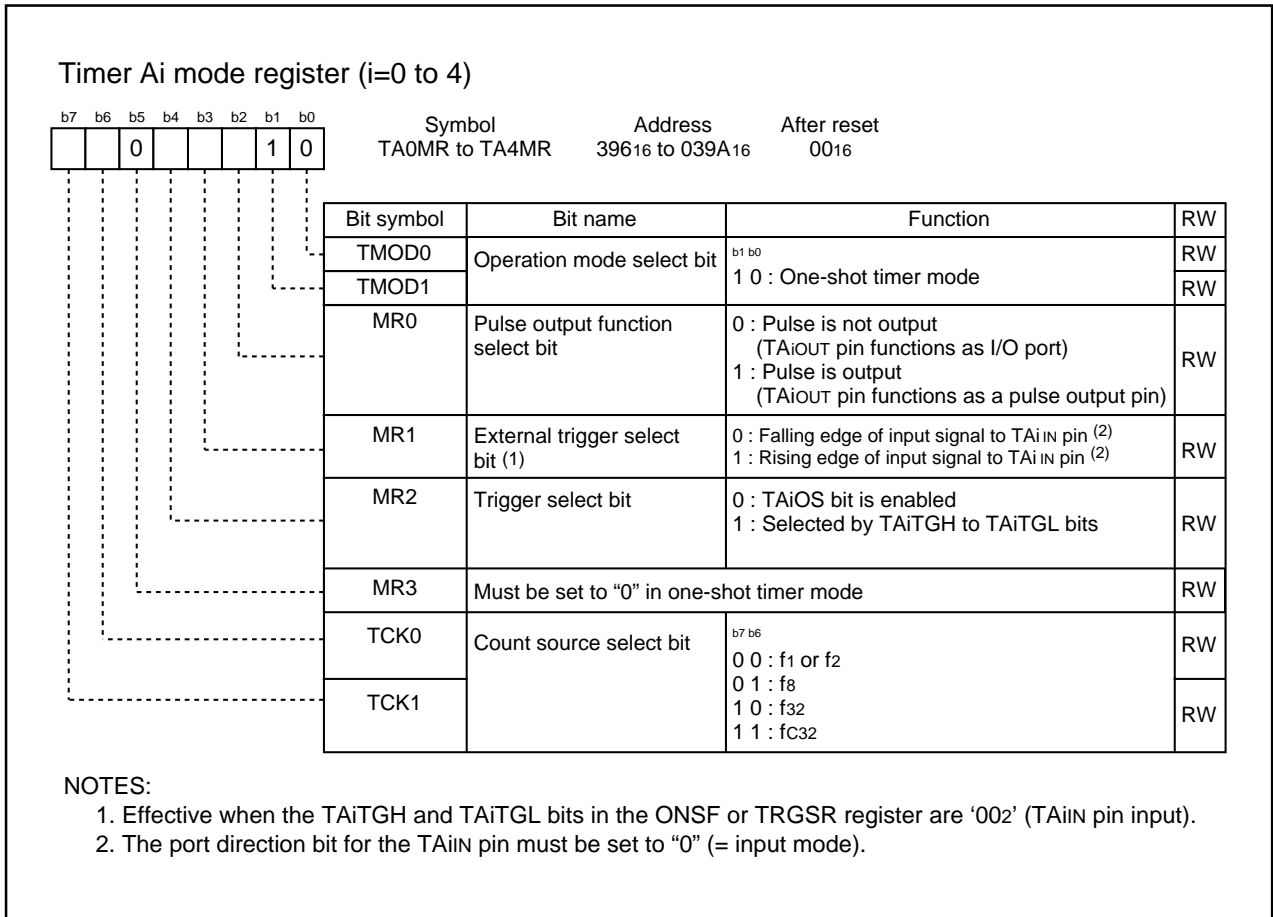 Timer Ai mode register (i=0 to 4)
b7 b6 b5 b4 b3 b2 b1 b0
0 1 0
Symbol Address After reset
TA0MR to TA4MR 39616 to 039A16 0016
Bit symbol Bit name Function RW
TMOD0 Operation mode select bit b1 b0 RW
1 0 : One-shot timer mode
TMOD1 RW
MR0 Pulse output function select bit 0 : Pulse is not output
(TAiOUT pin functions as I/O port)
1 : Pulse is output
(TAiOUT pin functions as a pulse output pin) RW
MR1 External trigger select bit (1) 0 : Falling edge of input signal to TAiIN pin (2)
1 : Rising edge of input signal to TAiIN pin (2) RW
MR2 Trigger select bit 0 : TAiOS bit is enabled
1 : Selected by TAiTGH to TAiTGL bits RW
MR3 Must be set to “0” in one-shot timer mode RW
TCK0 Count source select bit b7 b6 RW
0 0 : f1 or f2
0 1 : f8
TCK1 1 0 : f32 RW
1 1 : fC32
NOTES:
1. Effective when the TAiTGH and TAiTGL bits in the ONSF or TRGSR register are ‘002’ (TAiIN pin input).
2. The port direction bit for the TAiIN pin must be set to “0” (= input mode).